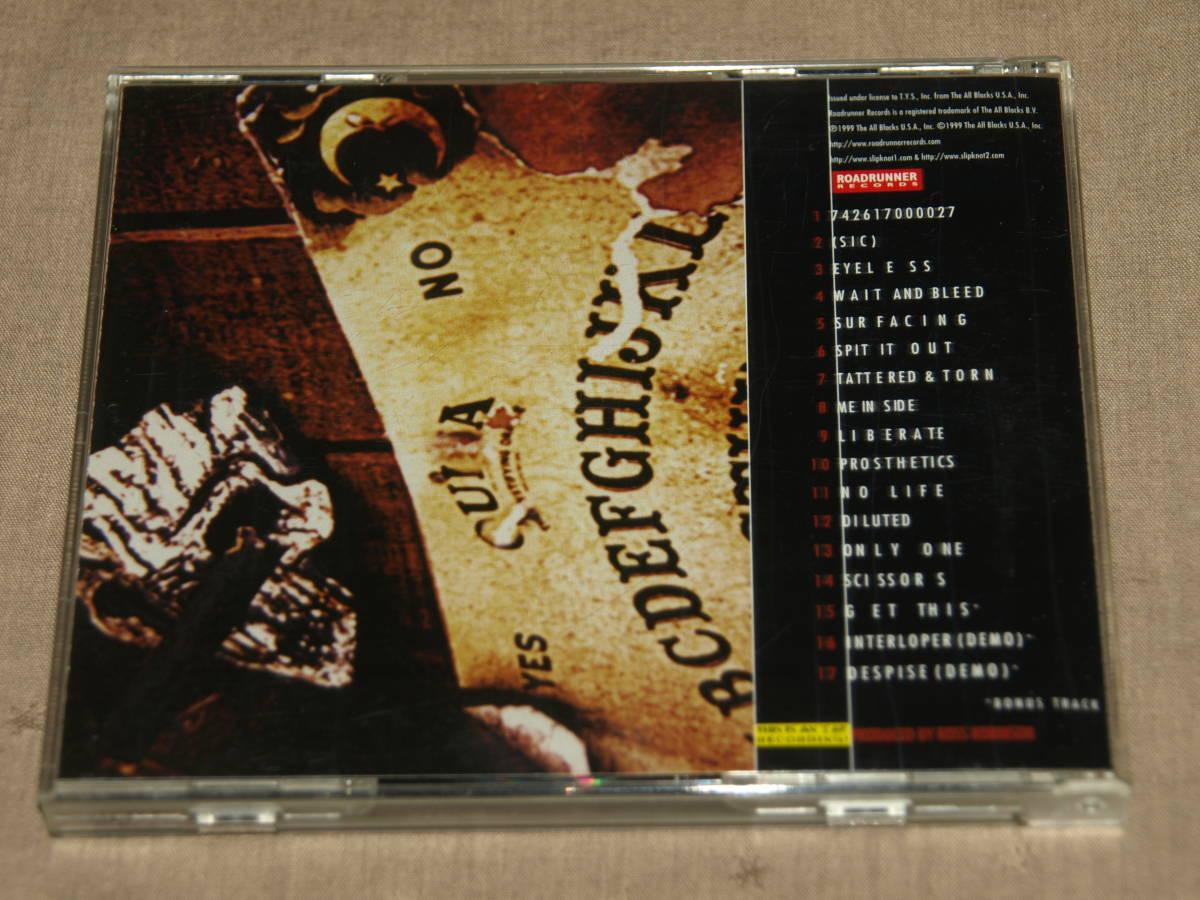 Issued under license to T.Y.S., Inc. from The All Blacks U.S.A., Inc.
Roadrunner Records is a registered trademark of The All Blacks B.V.
℗1999 The All Blacks U.S.A., Inc. ©1999 The All Blacks U.S.A., Inc.
http://www.roadrunnerrecords.com
http://www.slipknot1.com & http://www.slipknot2.com
ROADRUNNER
RECORDS
1 742617000027
2 (SIC)
3 EYELESS
4 WAIT AND BLEED
5 SURFACING
6 SPIT IT OUT
7 TATTERED & TORN
8 ME INSIDE
9 LIBERATE
10 PROSTHETICS
11 NO LIFE
12 DILUTED
13 ONLY ONE
14 SCISSORS
15 GET THIS*
16 INTERLOPER (DEMO)*
17 DESPISE (DEMO)*
*BONUS TRACK
PRODUCED BY ROSS ROBINSON
NO
OUIJA
YES
BCDEFGHIJKL